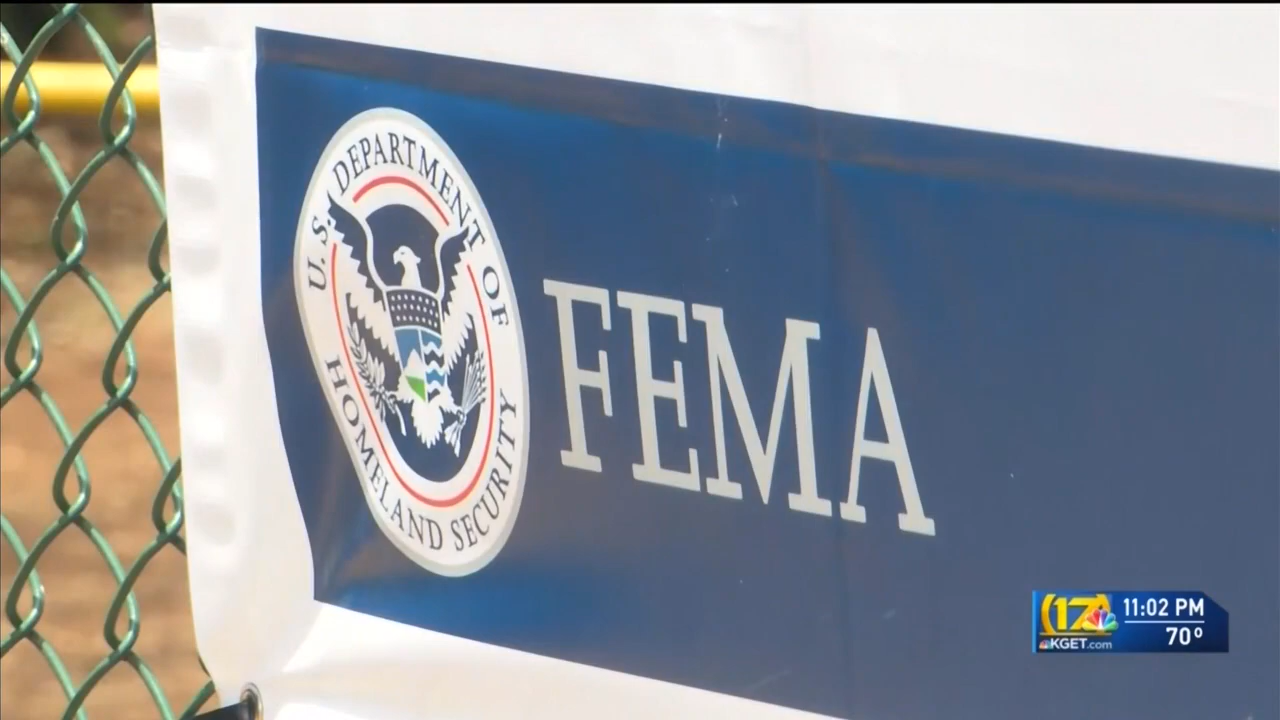 U.S. DEPARTMENT OF
HOMELAND SECURITY
FEMA
17
11:02 PM
KGET.com
70°